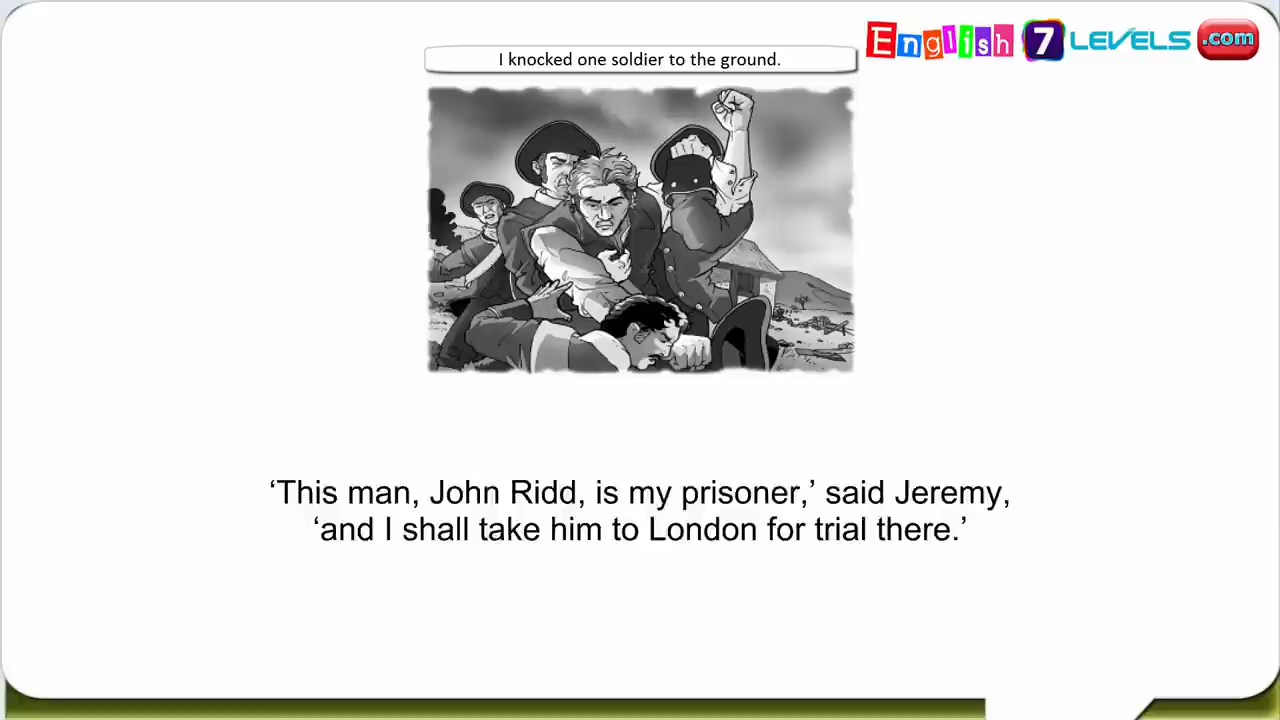 English 7 LEVELS .com
I knocked one soldier to the ground.
‘This man, John Ridd, is my prisoner,’ said Jeremy,
‘and I shall take him to London for trial there.’